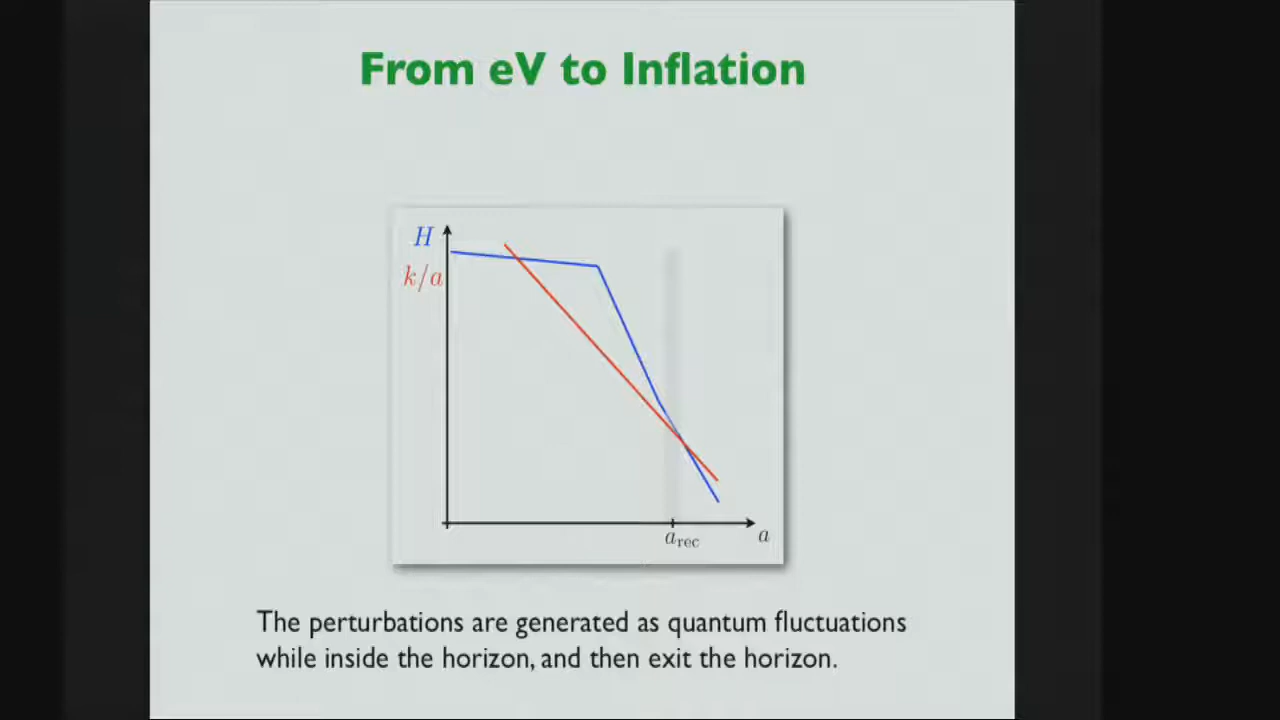 From eV to Inflation
H
k/a
a_rec
a
The perturbations are generated as quantum fluctuations
while inside the horizon, and then exit the horizon.